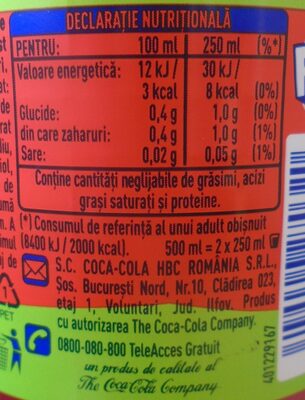 DECLARAȚIE NUTRIȚIONALĂ
PENTRU: 100 ml 250 ml (%*)
Valoare energetică: 12 kJ / 30 kJ /
3 kcal 8 kcal (0%)
Glucide: 0,4 g 1,0 g (0%)
din care zaharuri: 0,4 g 1,0 g (1%)
Sare: 0,02 g 0,05 g (1%)
Conține cantități neglijabile de grăsimi, acizi
grași saturați și proteine.
(*) Consumul de referință al unui adult obișnuit
(8400 kJ / 2000 kcal). 500 ml = 2 x 250 ml
S.C. COCA-COLA HBC ROMÂNIA S.R.L.,
Șos. București Nord, Nr.10, Clădirea O23,
etaj 1, Voluntari, Jud. Ilfov. Produs
cu autorizarea The Coca-Cola Company.
0800-080-800 TeleAcces Gratuit
un produs de calitate al
The Coca-Cola Company
PET
401229167